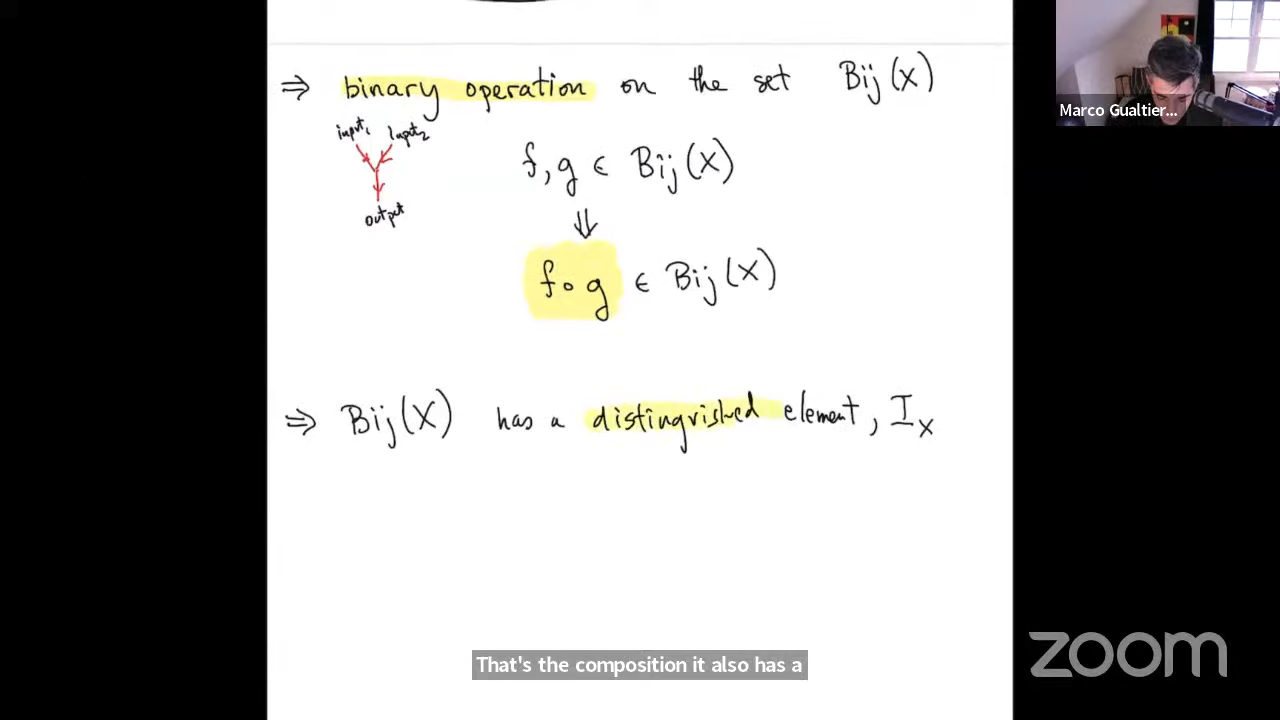 ⇒ binary operation on the set Bij(X)
input₁ input₂
output
f, g ∈ Bij(X)
⇓
f∘g ∈ Bij(X)
⇒ Bij(X) has a distinguished element, I_X
Marco Gualtier...
That's the composition it also has a
zoom